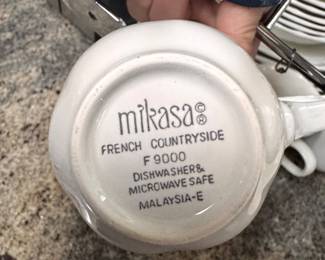 mikasa©®
FRENCH COUNTRYSIDE
F 9000
DISHWASHER&
MICROWAVE SAFE
MALAYSIA-E